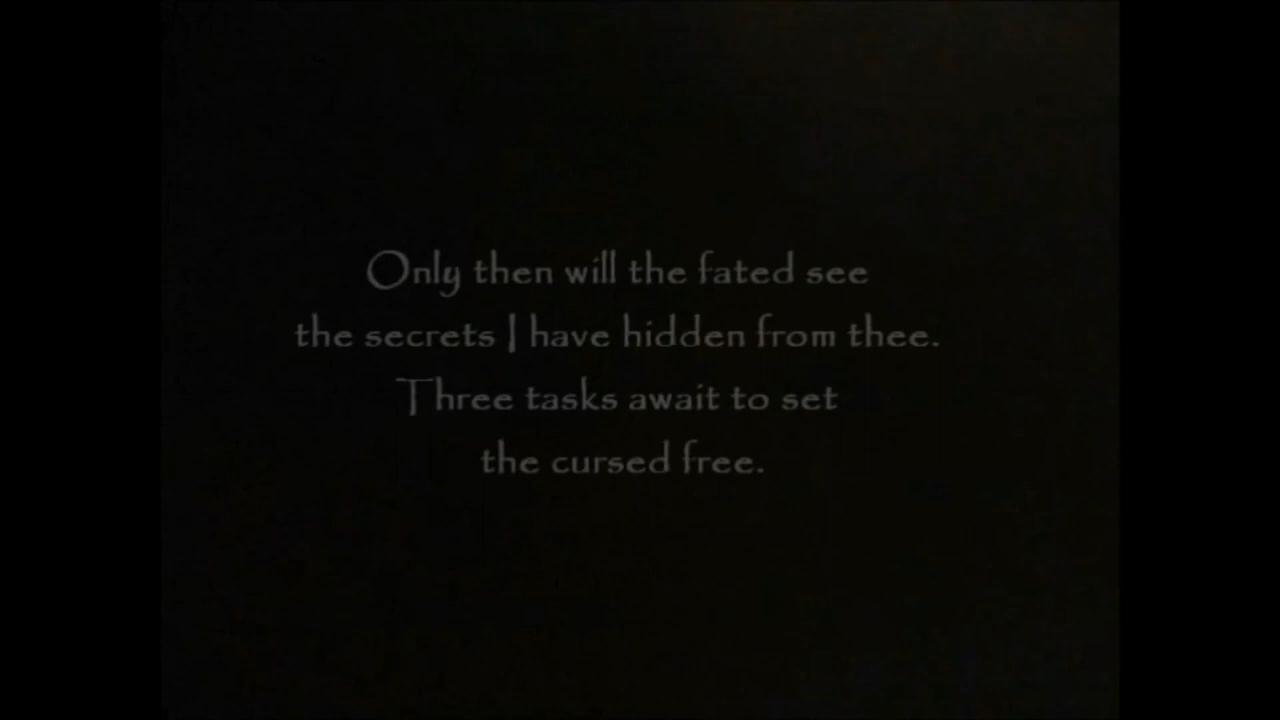 Only then will the fated see
the secrets I have hidden from thee.
Three tasks await to set
the cursed free.